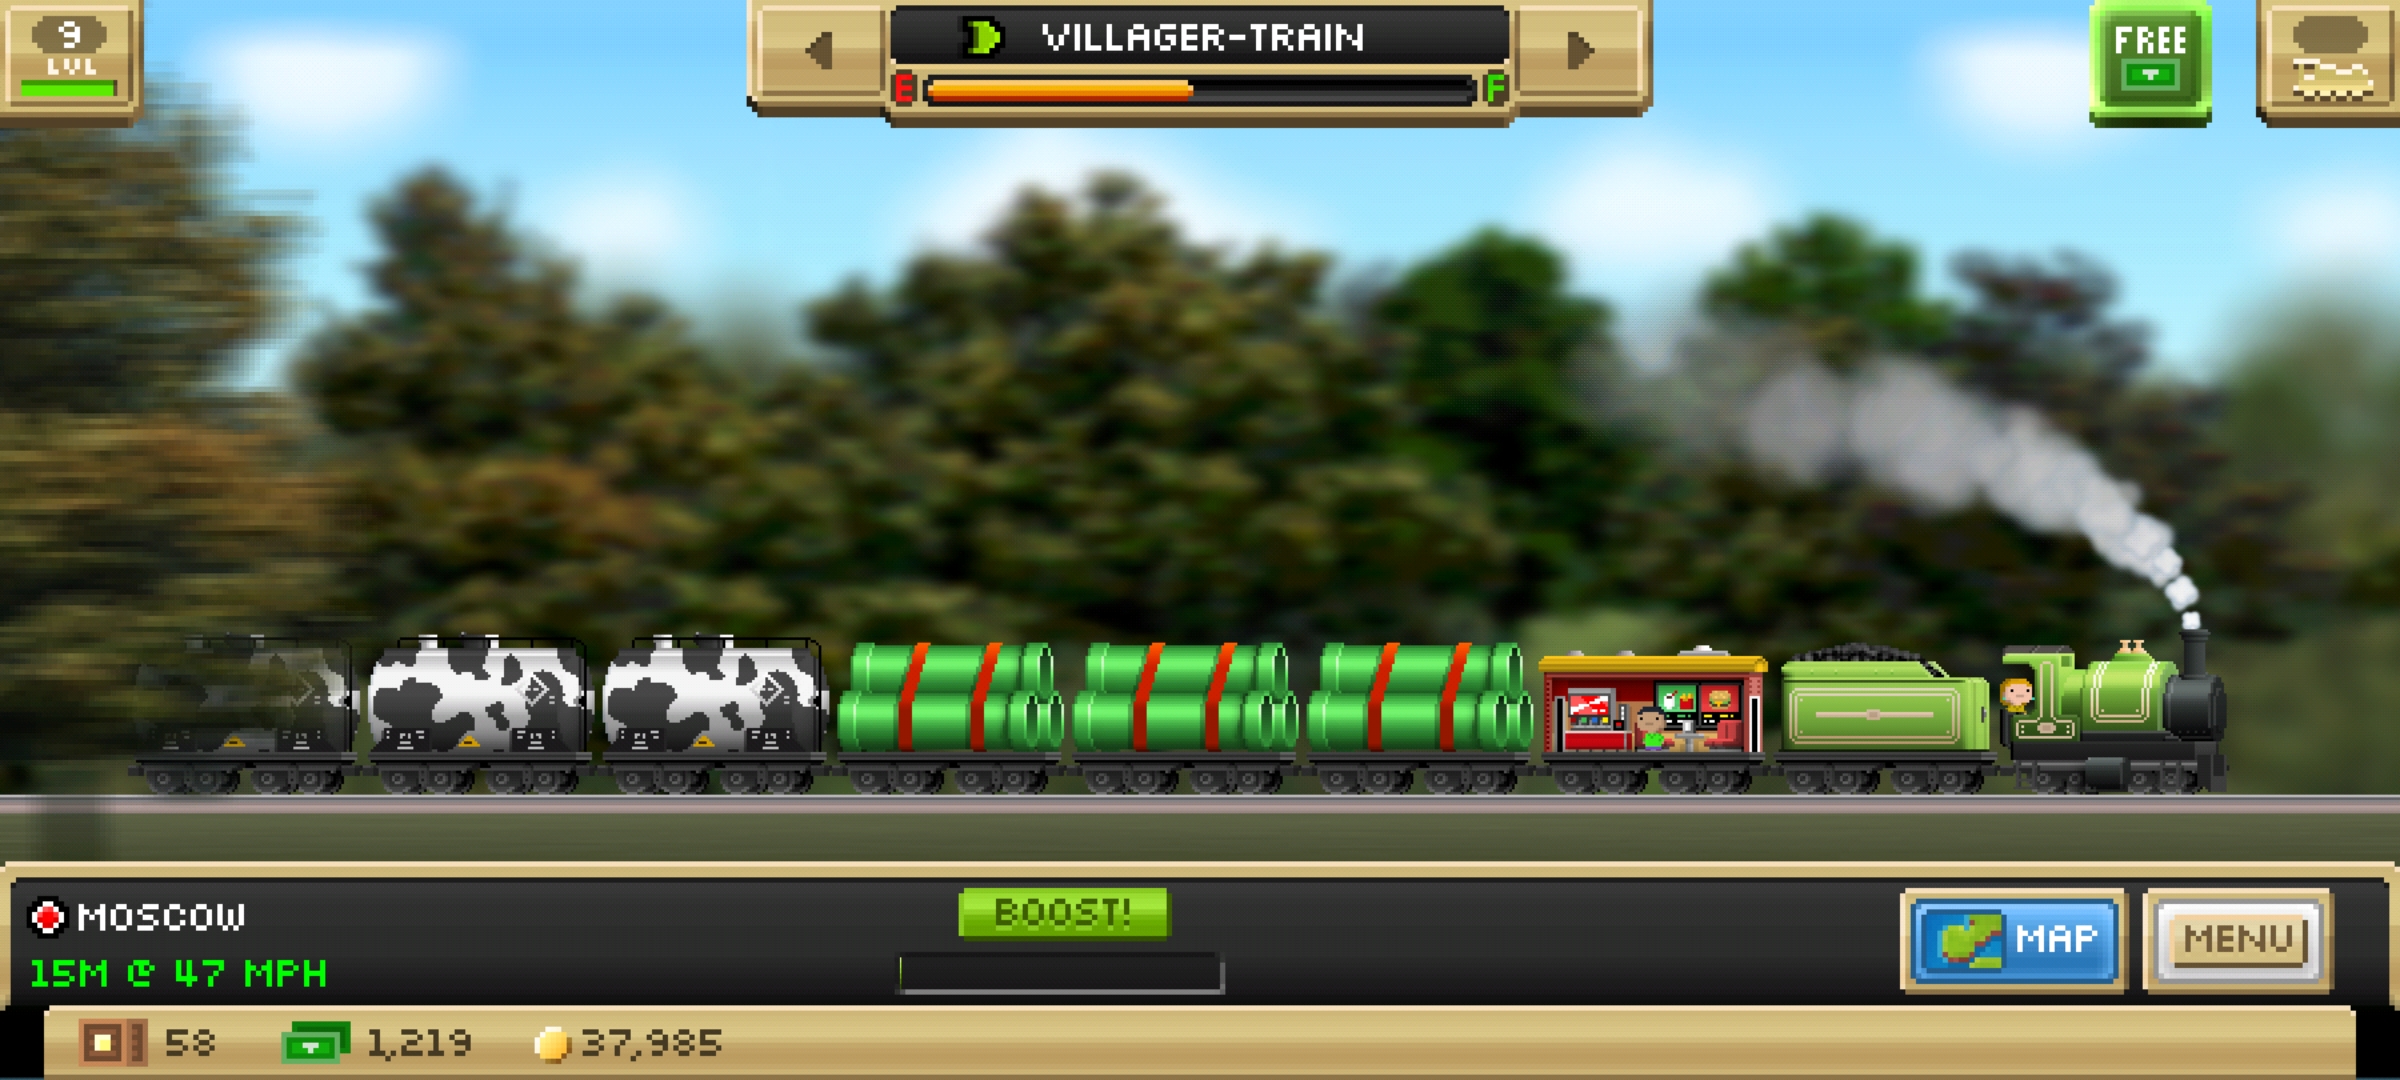 9
LVL
VILLAGER-TRAIN
E F
FREE
MOSCOW
15M @ 47 MPH
BOOST!
MAP
MENU
58
1,219
37,985